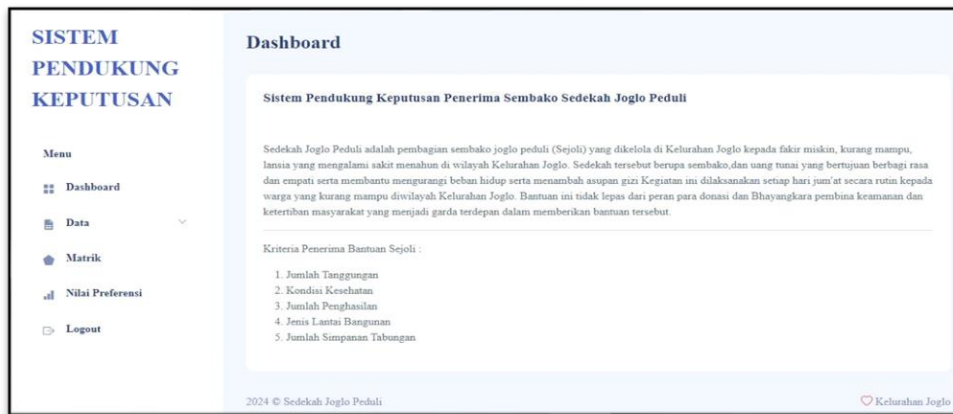 SISTEM
PENDUKUNG
KEPUTUSAN
Menu
Dashboard
Data
Matrik
Nilai Preferensi
Logout
Dashboard
Sistem Pendukung Keputusan Penerima Sembako Sedekah Joglo Peduli
Sedekah Joglo Peduli adalah pembagian sembako joglo peduli (Sejoli) yang dikelola di Kelurahan Joglo kepada fakir miskin, kurang mampu,
lansia yang mengalami sakit menahun di wilayah Kelurahan Joglo. Sedekah tersebut berupa sembako,dan uang tunai yang bertujuan berbagi rasa
dan empati serta membantu mengurangi beban hidup serta menambah asupan gizi Kegiatan ini dilaksanakan setiap hari jum'at secara rutin kepada
warga yang kurang mampu diwilayah Kelurahan Joglo. Bantuan ini tidak lepas dari peran para donasi dan Bhayangkara pembina keamanan dan
ketertiban masyarakat yang menjadi garda terdepan dalam memberikan bantuan tersebut.
Kriteria Penerima Bantuan Sejoli :
1. Jumlah Tanggungan
2. Kondisi Kesehatan
3. Jumlah Penghasilan
4. Jenis Lantai Bangunan
5. Jumlah Simpanan Tabungan
2024 © Sedekah Joglo Peduli
Kelurahan Joglo